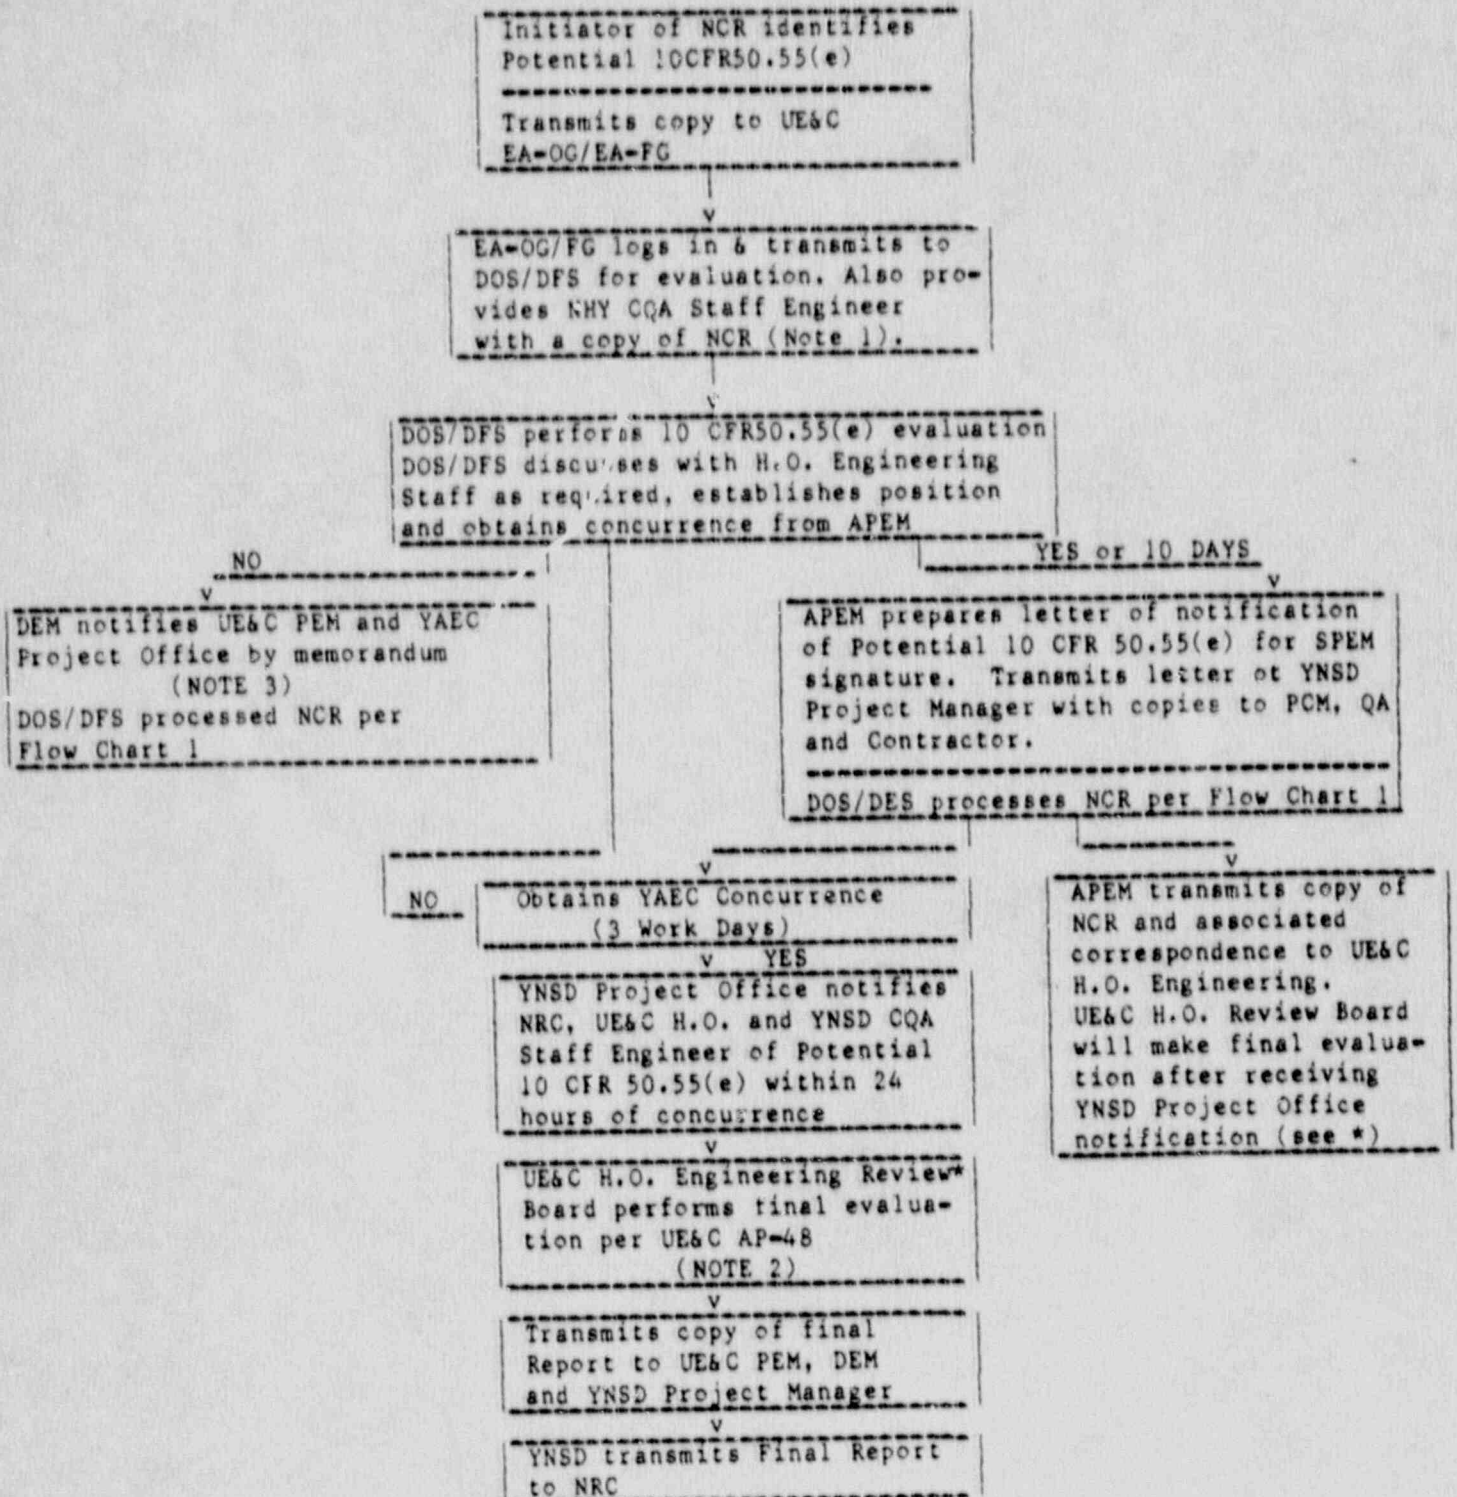 Initiator of NCR identifies
Potential 10CFR50.55(e)
Transmits copy to UE&C
EA-OG/EA-FG
EA-OG/FG logs in & transmits to
DOS/DFS for evaluation. Also pro-
vides NHY CQA Staff Engineer
with a copy of NCR (Note 1).
DOS/DFS performs 10 CFR50.55(e) evaluation
DOS/DFS discusses with H.O. Engineering
Staff as required, establishes position
and obtains concurrence from APEM
NO
YES or 10 DAYS
DEM notifies UE&C PEM and YAEC
Project Office by memorandum
(NOTE 3)
DOS/DFS processed NCR per
Flow Chart 1
APEM prepares letter of notification
of Potential 10 CFR 50.55(e) for SPEM
signature. Transmits letter ot YNSD
Project Manager with copies to PCM, QA
and Contractor.
DOS/DES processes NCR per Flow Chart 1
NO
Obtains YAEC Concurrence
(3 Work Days)
YES
YNSD Project Office notifies
NRC, UE&C H.O. and YNSD CQA
Staff Engineer of Potential
10 CFR 50.55(e) within 24
hours of concurrence
APEM transmits copy of
NCR and associated
correspondence to UE&C
H.O. Engineering.
UE&C H.O. Review Board
will make final evalua-
tion after receiving
YNSD Project Office
notification (see *)
UE&C H.O. Engineering Review*
Board performs final evalua-
tion per UE&C AP-48
(NOTE 2)
Transmits copy of final
Report to UE&C PEM, DEM
and YNSD Project Manager
YNSD transmits Final Report
to NRC